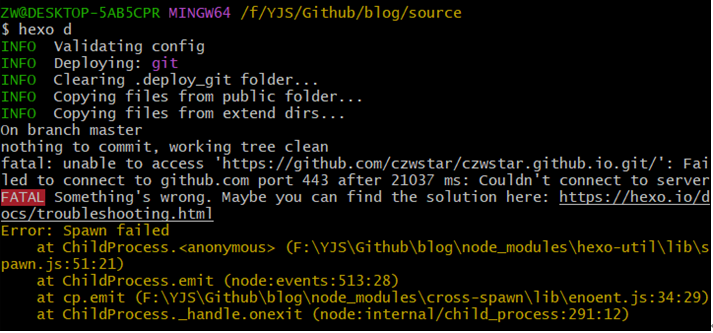 ZW@DESKTOP-5AB5CPR MINGW64 /f/YJS/Github/blog/source
$ hexo d
INFO  Validating config
INFO  Deploying: git
INFO  Clearing .deploy_git folder...
INFO  Copying files from public folder...
INFO  Copying files from extend dirs...
On branch master
nothing to commit, working tree clean
fatal: unable to access 'https://github.com/czwstar/czwstar.github.io.git/': Fai
led to connect to github.com port 443 after 21037 ms: Couldn't connect to server
FATAL Something's wrong. Maybe you can find the solution here: https://hexo.io/d
ocs/troubleshooting.html
Error: Spawn failed
    at ChildProcess.<anonymous> (F:\YJS\Github\blog\node_modules\hexo-util\lib\s
pawn.js:51:21)
    at ChildProcess.emit (node:events:513:28)
    at cp.emit (F:\YJS\Github\blog\node_modules\cross-spawn\lib\enoent.js:34:29)
    at ChildProcess._handle.onexit (node:internal/child_process:291:12)